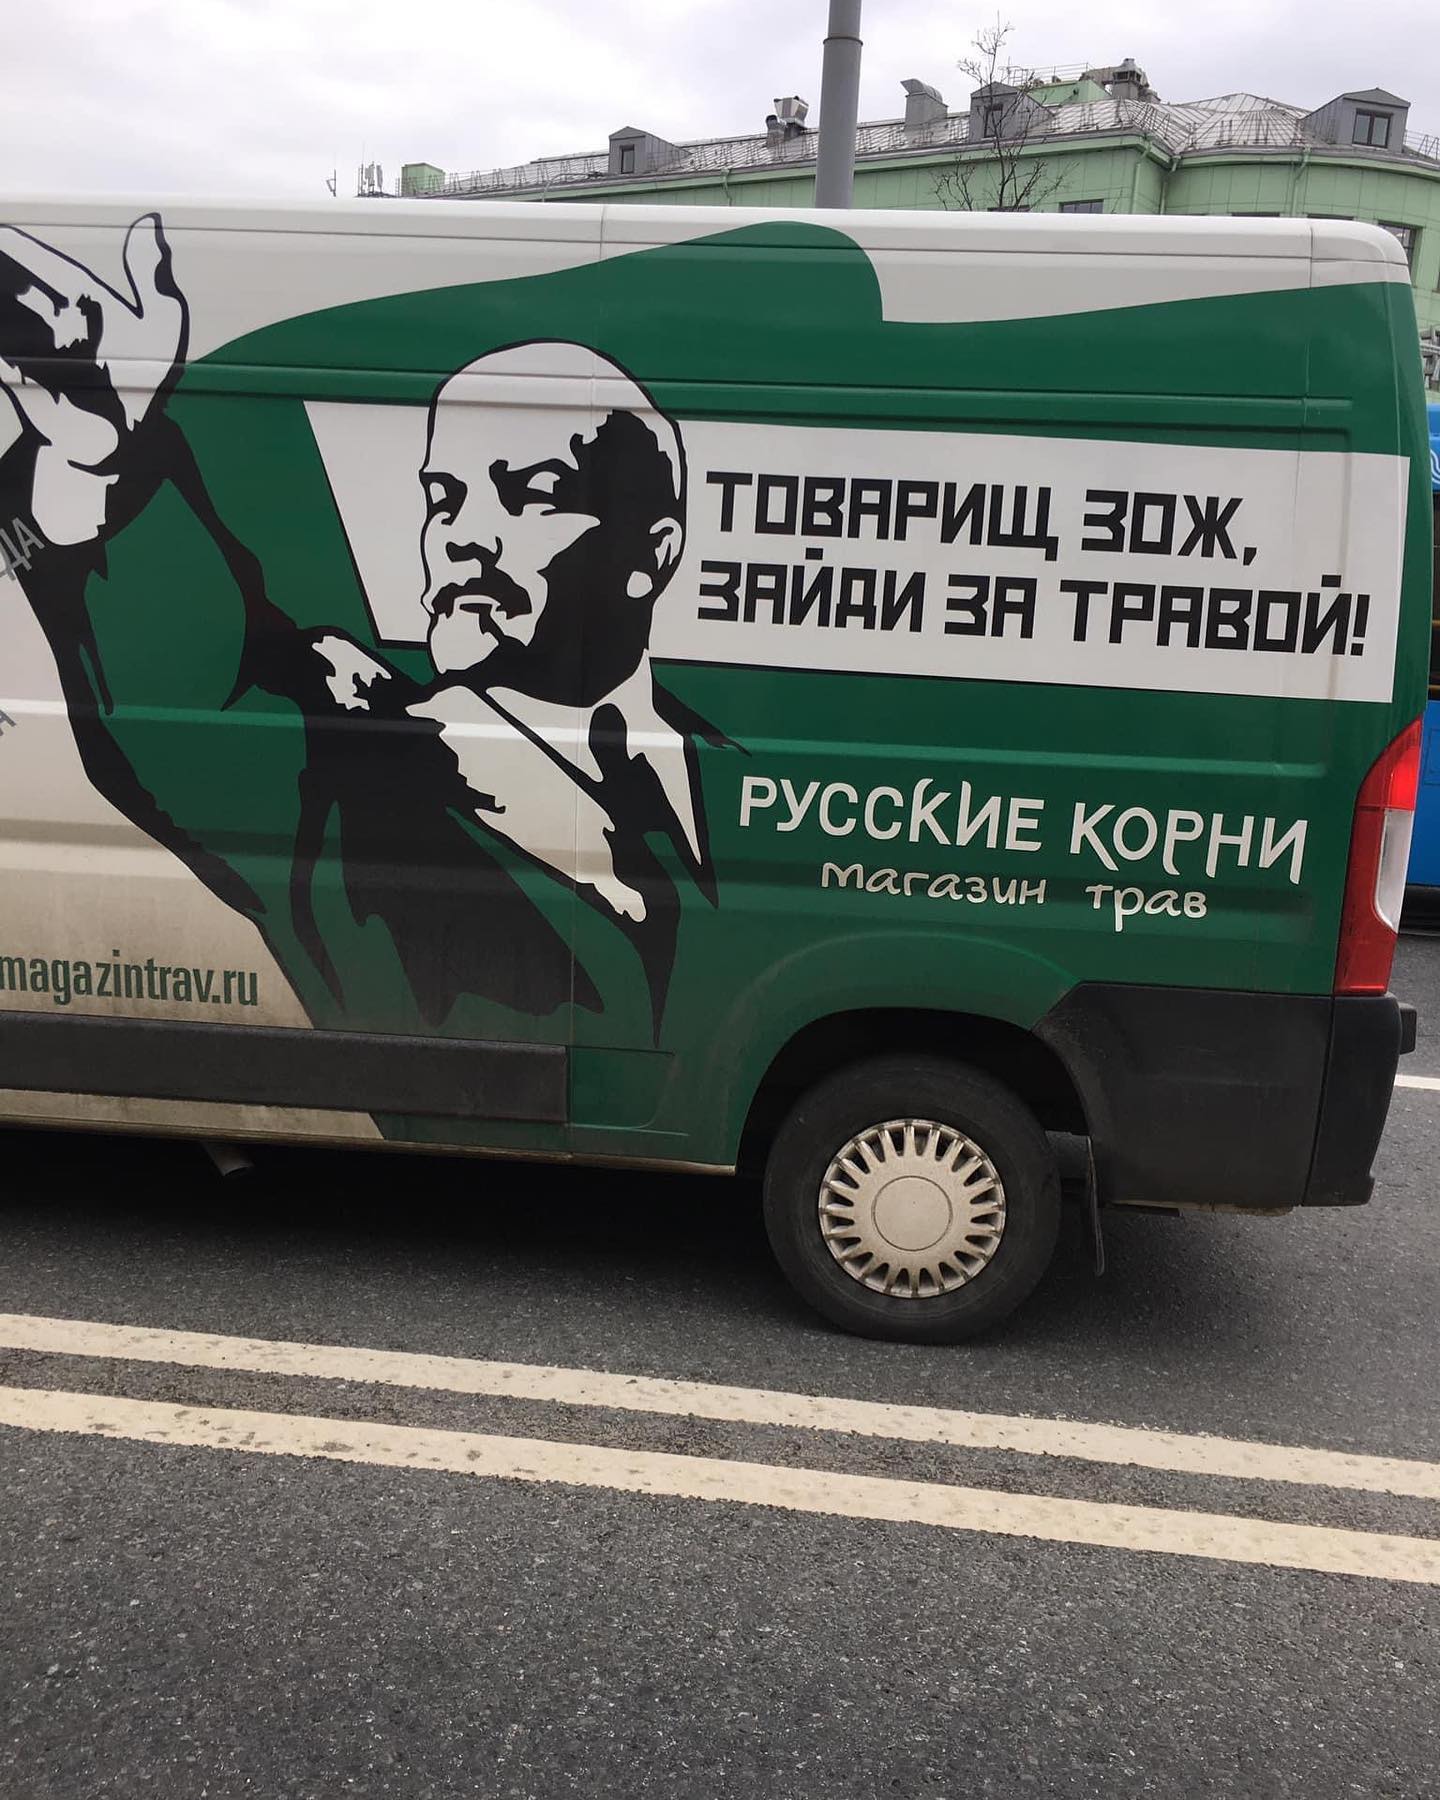 ТОВАРИЩ ЗОЖ,
ЗАЙДИ ЗА ТРАВОЙ!
РУССКИЕ КОРНИ
магазин трав
magazintrav.ru